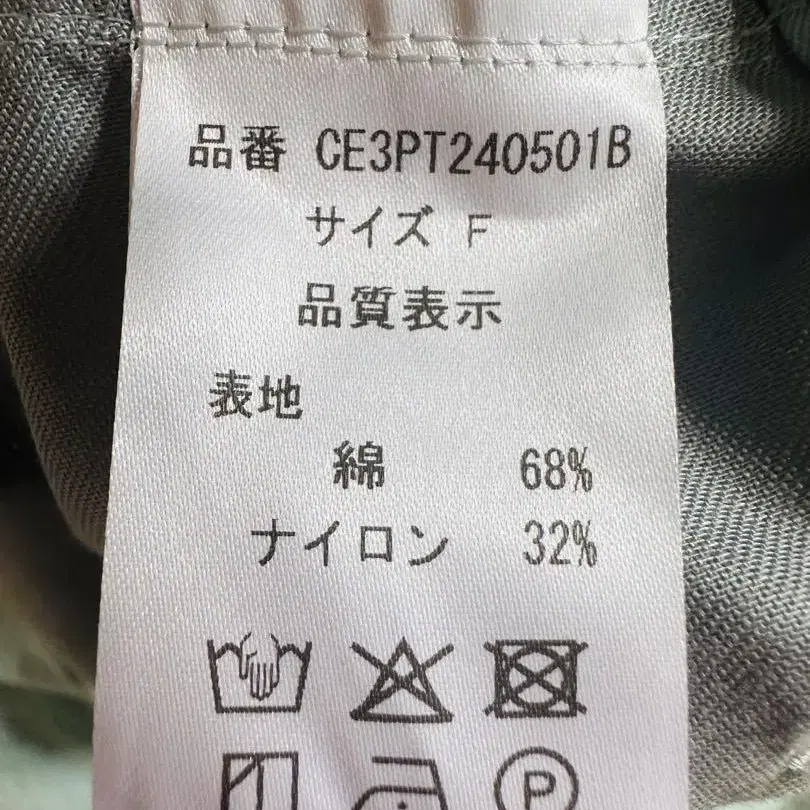 品番 CE3PT240501B
サイズ F
品質表示
表地
綿 68%
ナイロン 32%
P